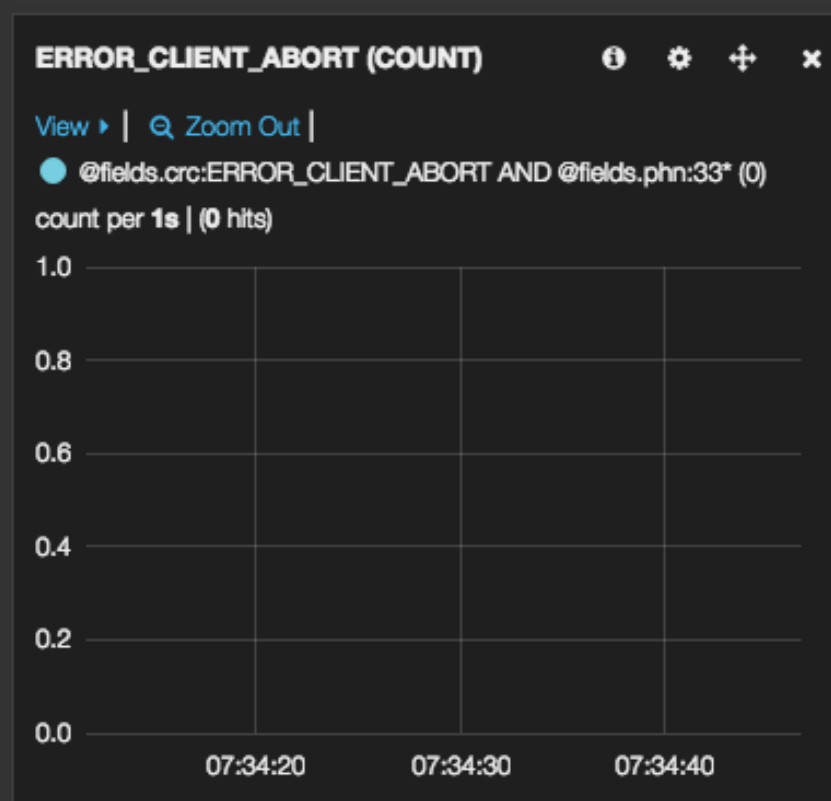 ERROR_CLIENT_ABORT (COUNT)
View | Zoom Out |
@fields.crc:ERROR_CLIENT_ABORT AND @fields.phn:33* (0)
count per 1s | (0 hits)
1.0
0.8
0.6
0.4
0.2
0.0
07:34:20 07:34:30 07:34:40